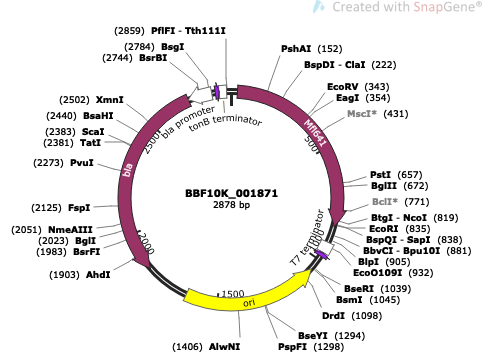 Created with SnapGene®
(2859) PflFI - Tth111I
(2784) BsgI
(2744) BsrBI
PshAI (152)
BspDI - ClaI (222)
EcoRV (343)
EagI (354)
MscI* (431)
(2502) XmnI
(2440) BsaHI
(2383) ScaI
(2381) TatI
(2273) PvuI
(2125) FspI
(2051) NmeAIII
(2023) BglI
(1983) BsrFI
(1903) AhdI
PstI (657)
BglII (672)
BclI* (771)
BtgI - NcoI (819)
EcoRI (835)
BspQI - SapI (838)
BbvCI - Bpu10I (881)
BlpI (905)
EcoO109I (932)
BseRI (1039)
BsmI (1045)
DrdI (1098)
BseYI (1294)
PspFI (1298)
(1406) AlwNI
bla promoter
tonB terminator
Mfl641
bla
T7 terminator
ori
500
1000
1500
2000
2500
BBF10K_001871
2878 bp